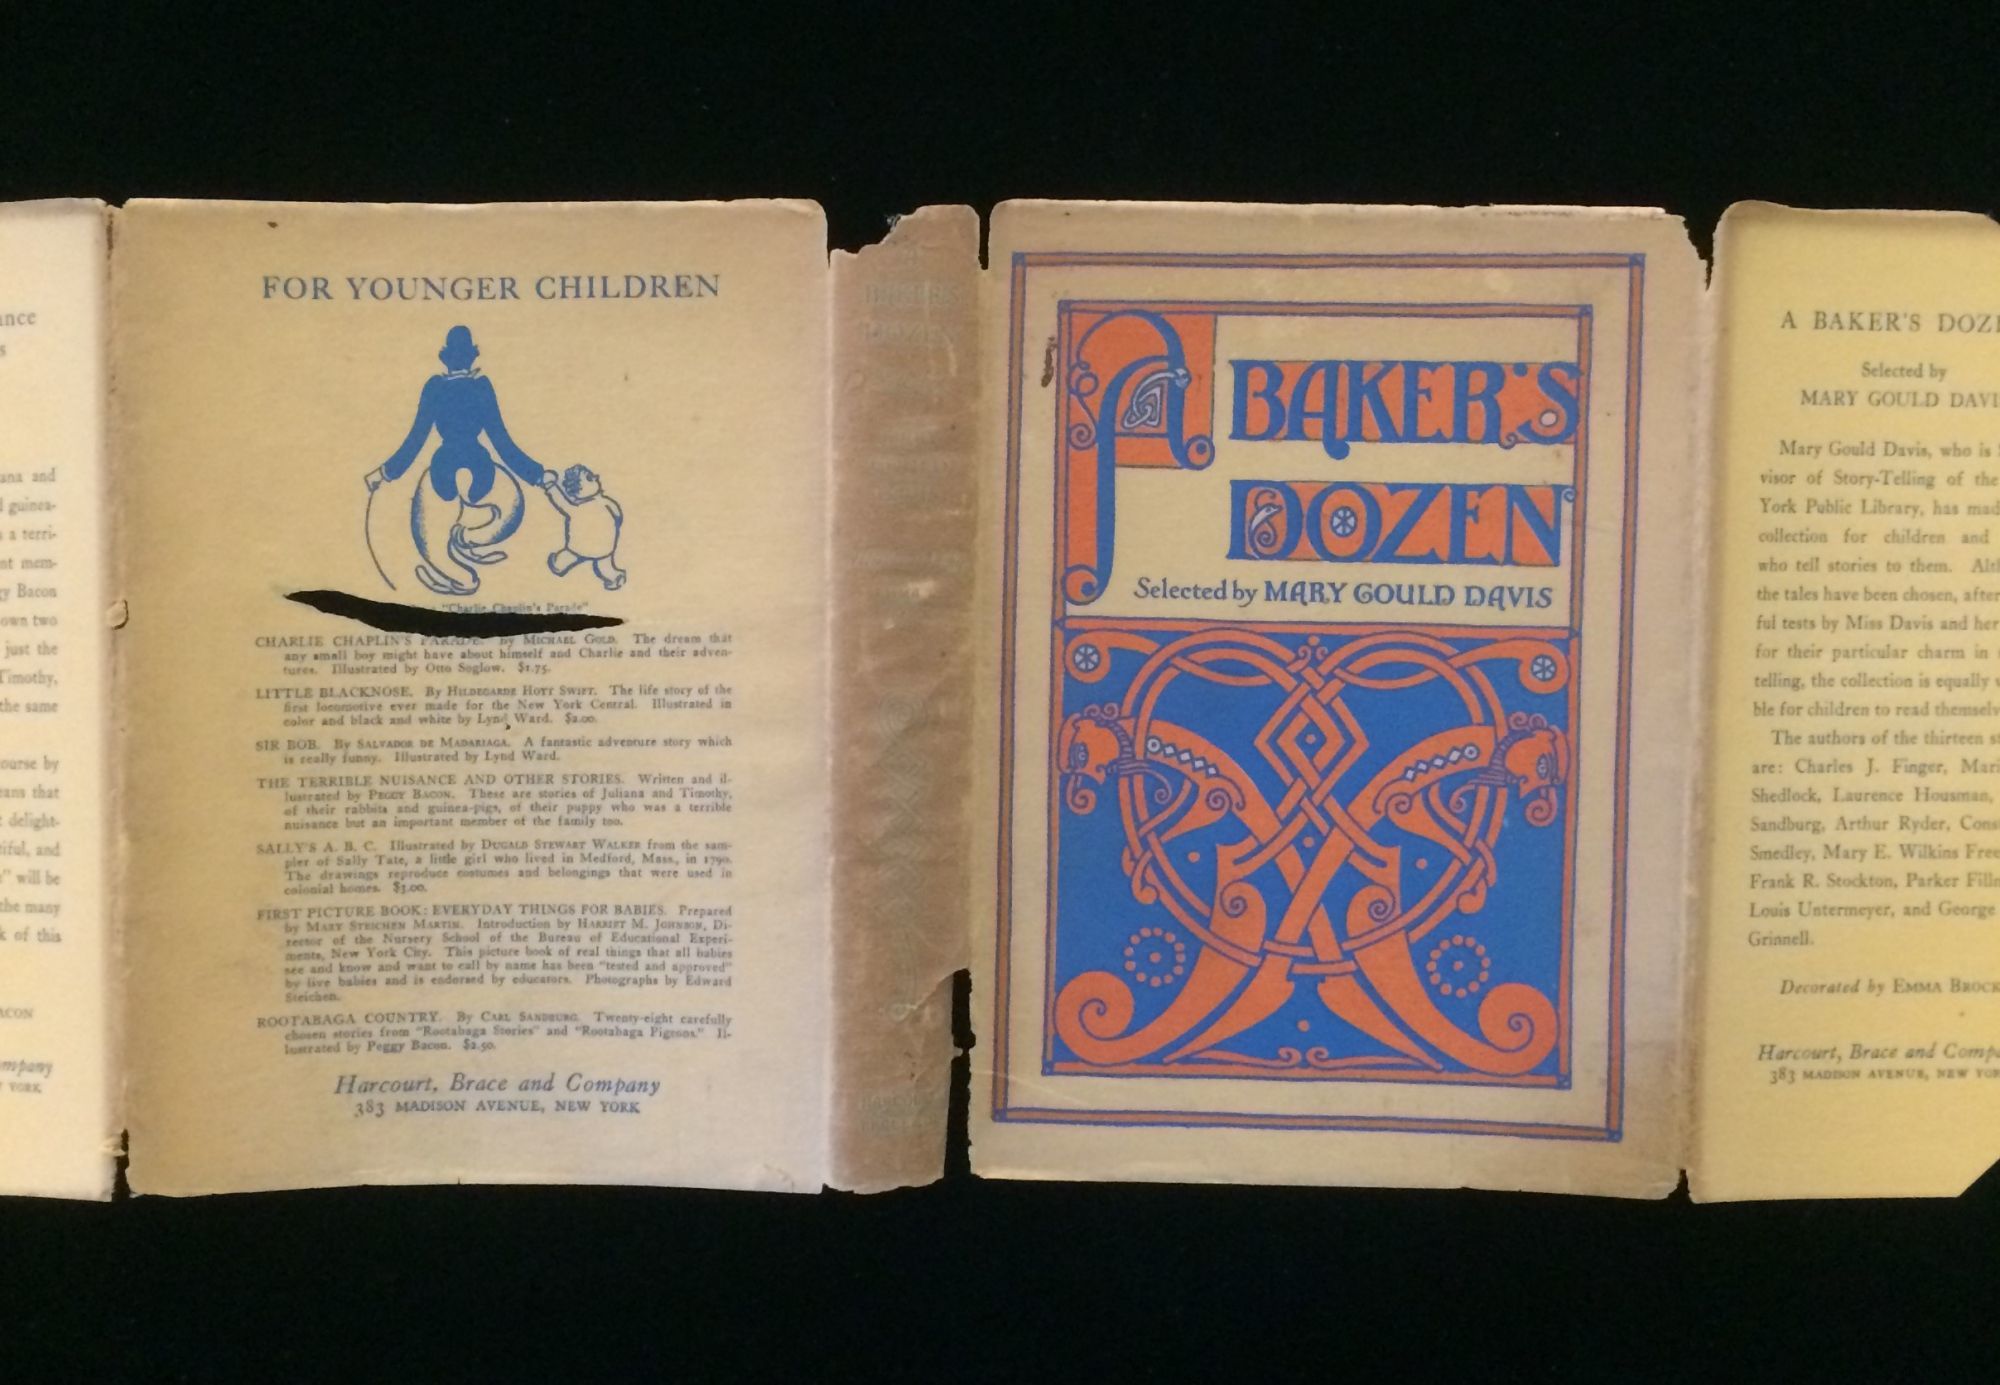 ance
s
ana and
d guinea-
s a terri-
nt mem-
gy Bacon
own two
just the
Timothy,
the same
ourse by
eans that
t delight-
tiful, and
" will be
the many
k of this
ACON
ompany
YORK
FOR YOUNGER CHILDREN
"Charlie Chaplin's Parade"
CHARLIE CHAPLIN'S PARADE. By MICHAEL GOLD. The dream that
any small boy might have about himself and Charlie and their adven-
tures. Illustrated by Otto Soglow. $1.75.
LITTLE BLACKNOSE. By HILDEGARDE HOYT SWIFT. The life story of the
first locomotive ever made for the New York Central. Illustrated in
color and black and white by Lynd Ward. $2.00.
SIR BOB. By SALVADOR DE MADARIAGA. A fantastic adventure story which
is really funny. Illustrated by Lynd Ward.
THE TERRIBLE NUISANCE AND OTHER STORIES. Written and il-
lustrated by PEGGY BACON. These are stories of Juliana and Timothy,
of their rabbits and guinea-pigs, of their puppy who was a terrible
nuisance but an important member of the family too.
SALLY'S A. B. C. Illustrated by DUGALD STEWART WALKER from the sam-
pler of Sally Tate, a little girl who lived in Medford, Mass., in 1790.
The drawings reproduce costumes and belongings that were used in
colonial homes. $3.00.
FIRST PICTURE BOOK: EVERYDAY THINGS FOR BABIES. Prepared
by MARY STEICHEN MARTIN. Introduction by HARRIET M. JOHNSON, Di-
rector of the Nursery School of the Bureau of Educational Experi-
ments, New York City. This picture book of real things that all babies
see and know and want to call by name has been "tested and approved"
by live babies and is endorsed by educators. Photographs by Edward
Steichen.
ROOTABAGA COUNTRY. By CARL SANDBURG. Twenty-eight carefully
chosen stories from "Rootabaga Stories" and "Rootabaga Pigeons." Il-
lustrated by Peggy Bacon. $2.50.
Harcourt, Brace and Company
383 MADISON AVENUE, NEW YORK
A
BAKER'S
DOZEN
HARCOURT
BRACE
A BAKER'S
DOZEN
Selected by MARY GOULD DAVIS
A BAKER'S DOZE
Selected by
MARY GOULD DAVI
Mary Gould Davis, who is S
visor of Story-Telling of the
York Public Library, has mad
collection for children and
who tell stories to them. Alt
the tales have been chosen, after
ful tests by Miss Davis and her
for their particular charm in
telling, the collection is equally
ble for children to read themselv
The authors of the thirteen st
are: Charles J. Finger, Mari
Shedlock, Laurence Housman,
Sandburg, Arthur Ryder, Cons
Smedley, Mary E. Wilkins Free
Frank R. Stockton, Parker Fillm
Louis Untermeyer, and George
Grinnell.
Decorated by EMMA BROCK
Harcourt, Brace and Compa
383 MADISON AVENUE, NEW YOR